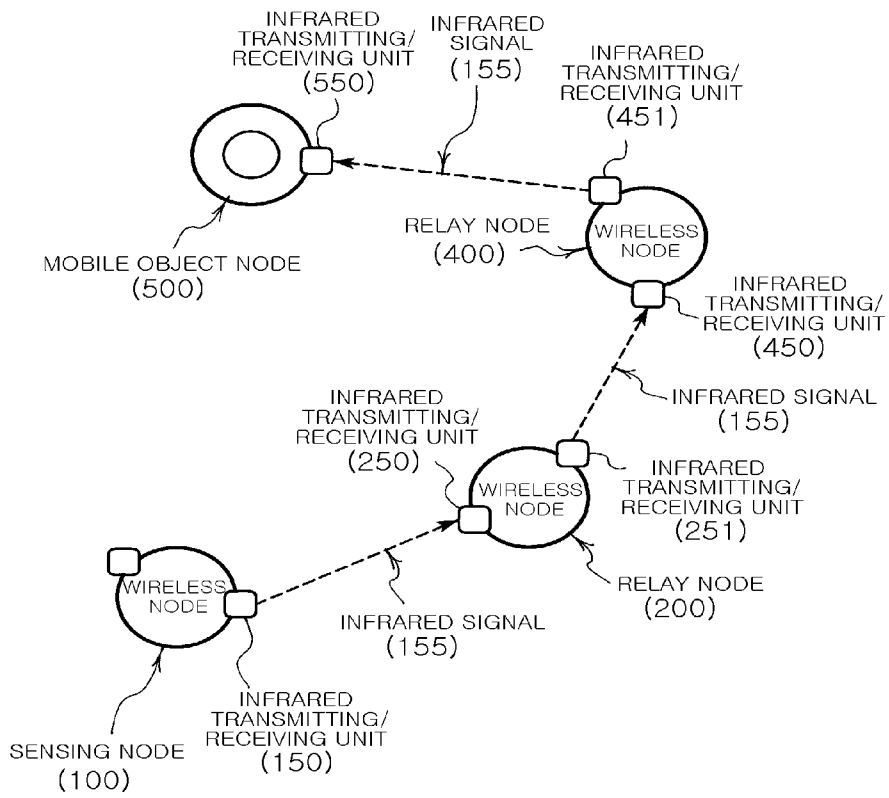 INFRARED
TRANSMITTING/
RECEIVING UNIT
(550)
INFRARED
SIGNAL
(155)
INFRARED
TRANSMITTING/
RECEIVING UNIT
(451)
RELAY NODE
(400)
WIRELESS
NODE
MOBILE OBJECT NODE
(500)
INFRARED
TRANSMITTING/
RECEIVING UNIT
(450)
INFRARED SIGNAL
(155)
INFRARED
TRANSMITTING/
RECEIVING UNIT
(250)
WIRELESS
NODE
INFRARED
TRANSMITTING/
RECEIVING UNIT
(251)
RELAY NODE
(200)
WIRELESS
NODE
INFRARED SIGNAL
(155)
INFRARED
TRANSMITTING/
RECEIVING UNIT
(150)
SENSING NODE
(100)